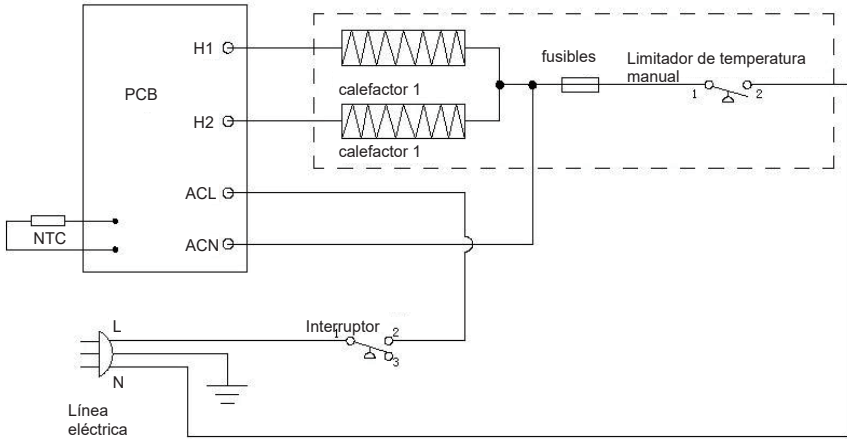 PCB
H1
calefactor 1
H2
calefactor 1
fusibles
Limitador de temperatura
manual
1
2
ACL
ACN
NTC
L
Interruptor
1
2
3
N
Línea
eléctrica